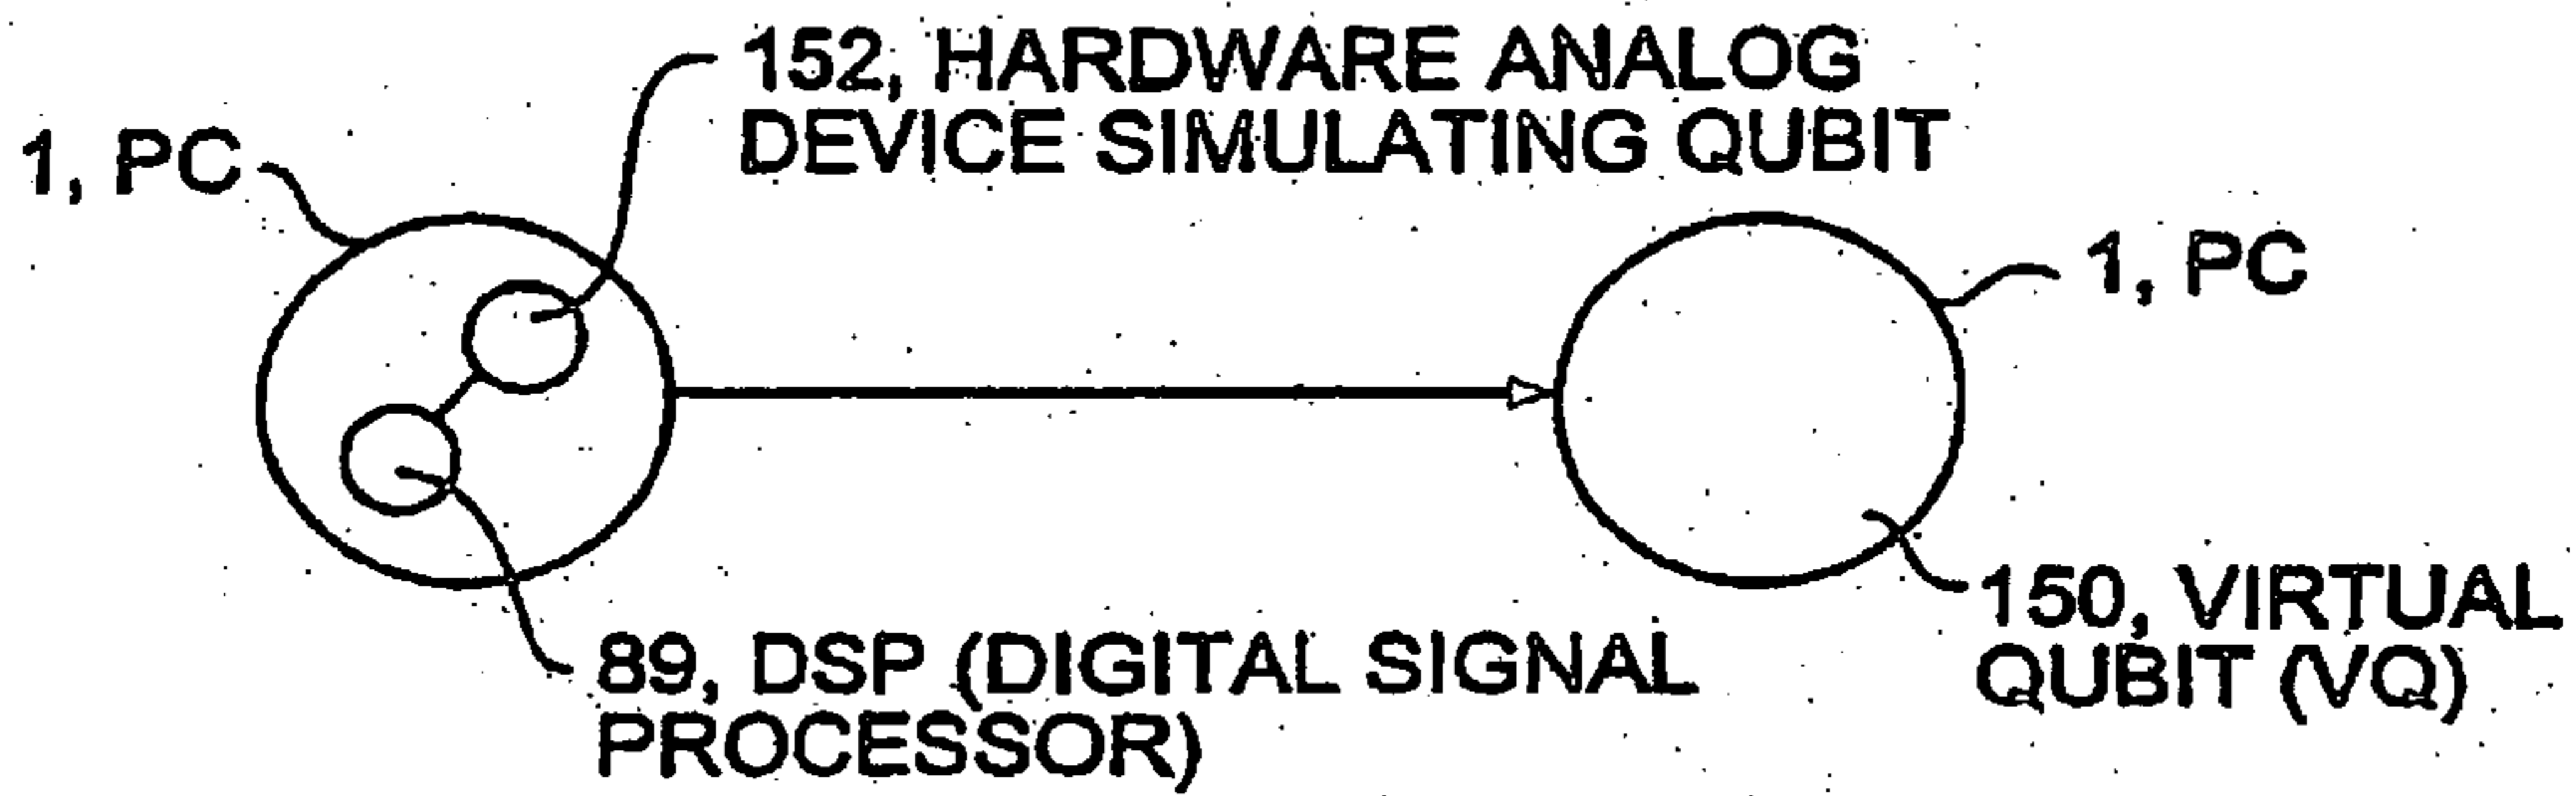 152, HARDWARE ANALOG
DEVICE SIMULATING QUBIT
1, PC
1, PC
150, VIRTUAL
QUBIT (VQ)
89, DSP (DIGITAL SIGNAL
PROCESSOR)